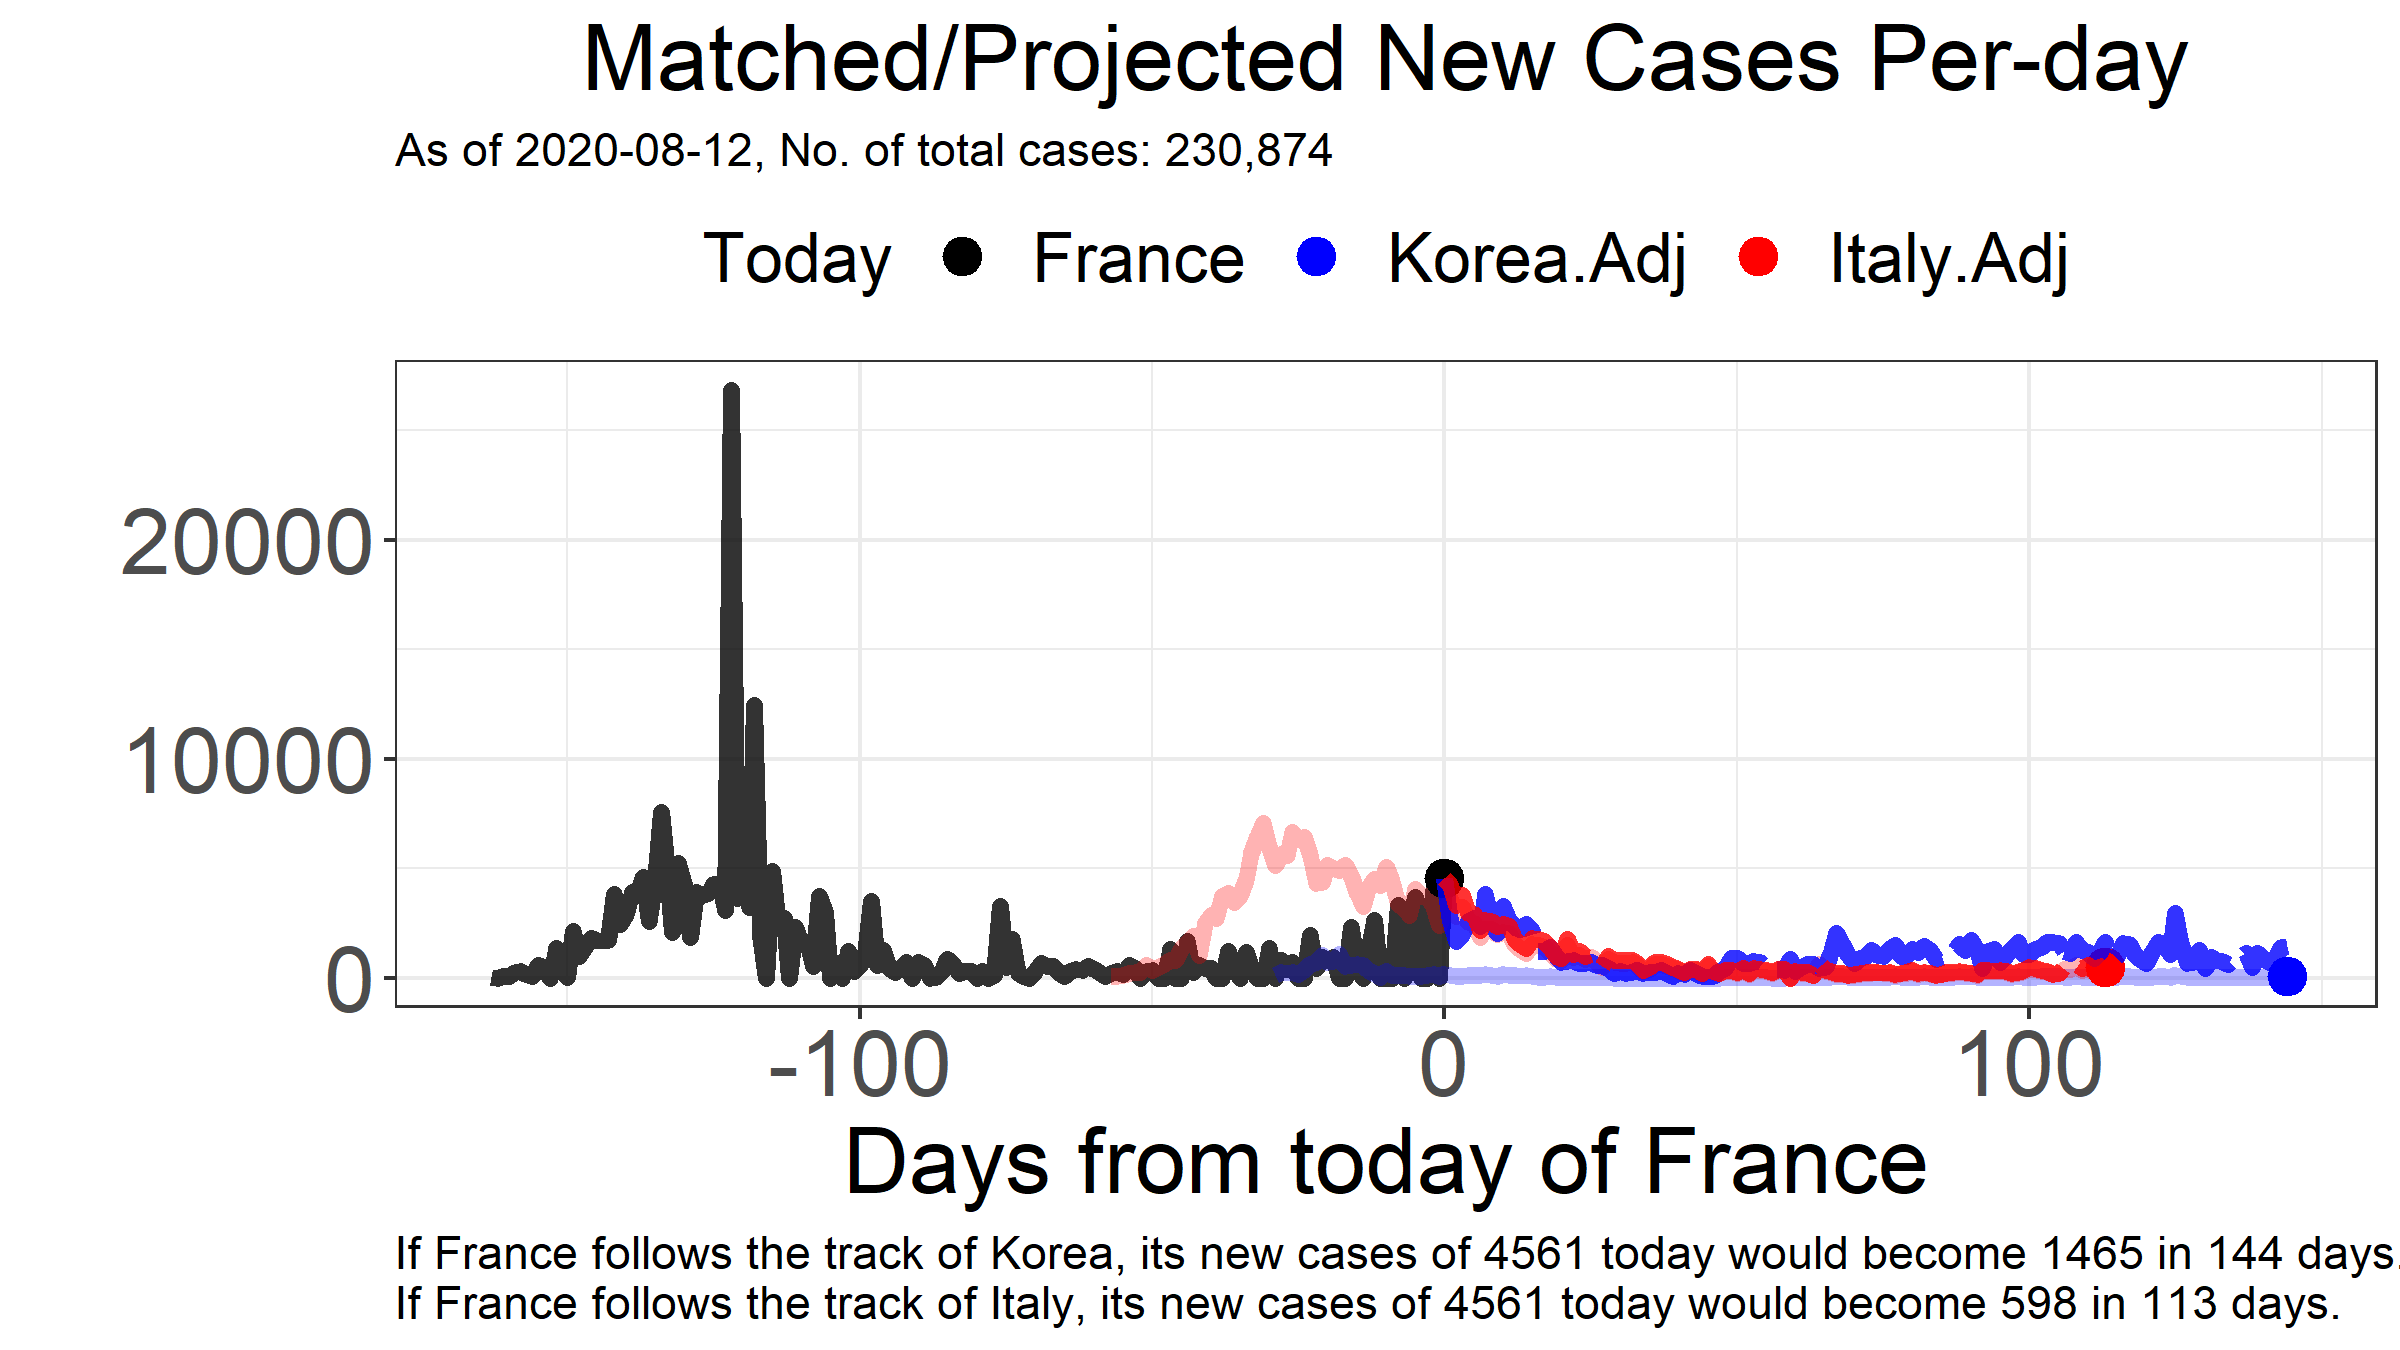 Matched/Projected New Cases Per-day
As of 2020-08-12, No. of total cases: 230,874
Today France Korea.Adj Italy.Adj
20000
10000
0
-100 0 100
Days from today of France
If France follows the track of Korea, its new cases of 4561 today would become 1465 in 144 days.
If France follows the track of Italy, its new cases of 4561 today would become 598 in 113 days.